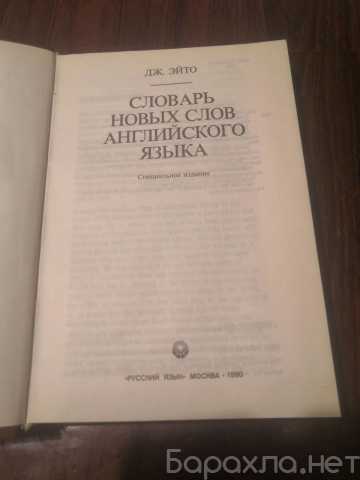 ДЖ. ЭЙТО
СЛОВАРЬ
НОВЫХ СЛОВ
АНГЛИЙСКОГО
ЯЗЫКА
Специальное издание
«РУССКИЙ ЯЗЫК» МОСКВА · 1990
Барахла.нет